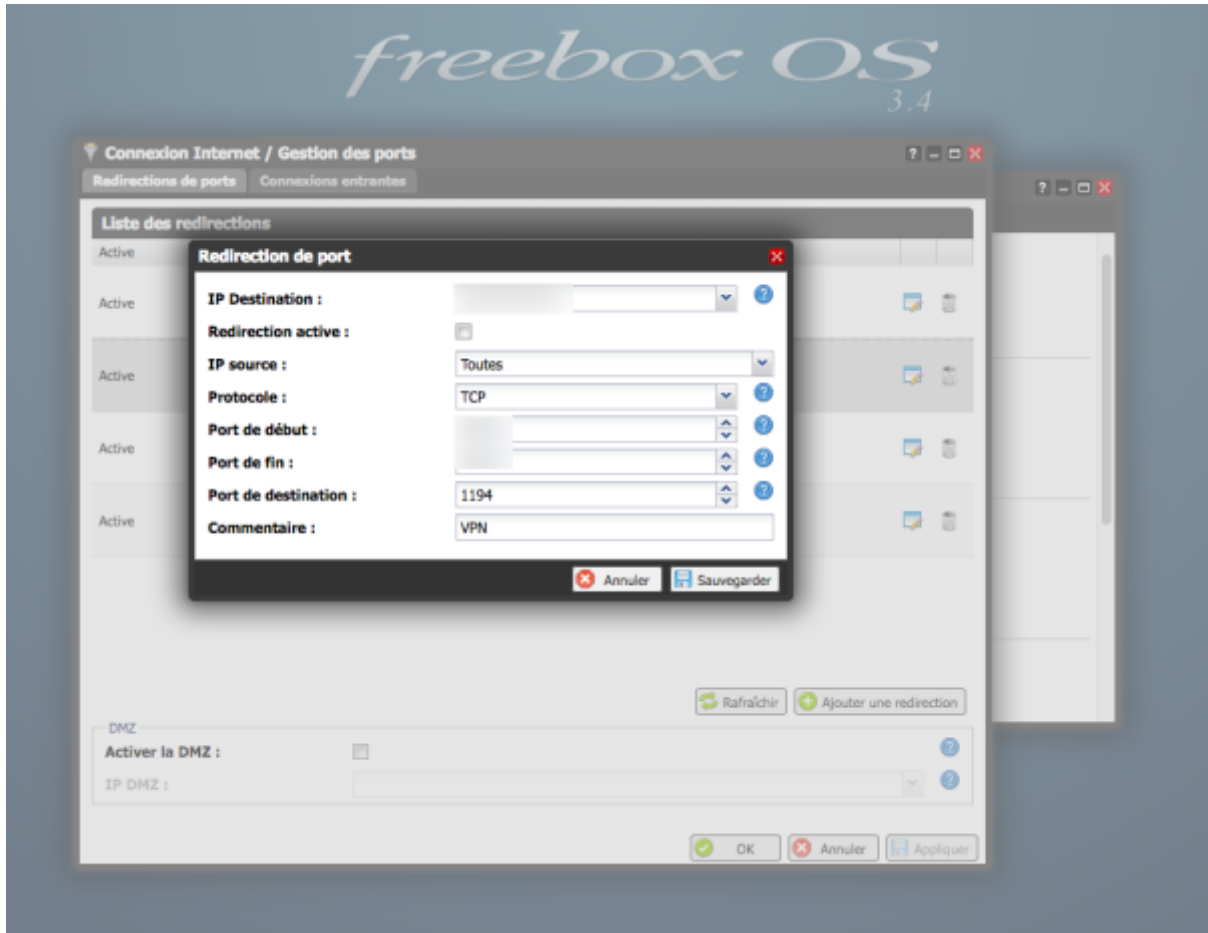 freebox OS
3.4
Connexion Internet / Gestion des ports
Redirections de ports Connexions entrantes
Liste des redirections
Active
Redirection de port
IP Destination :
Active
Redirection active :
IP source : Toutes
Active
Protocole : TCP
Port de début :
Active
Port de fin :
Port de destination : 1194
Active
Commentaire : VPN
Annuler Sauvegarder
Rafraîchir Ajouter une redirection
DMZ
Activer la DMZ :
IP DMZ :
OK Annuler Appliquer